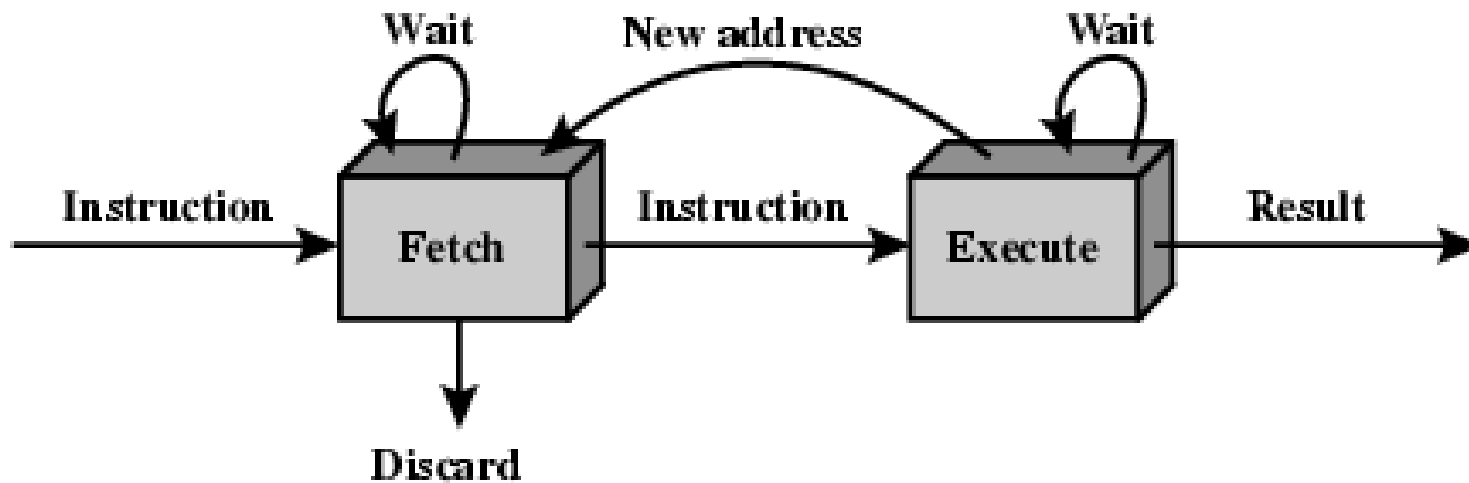 Wait
New address
Wait
Instruction
Fetch
Instruction
Execute
Result
Discard